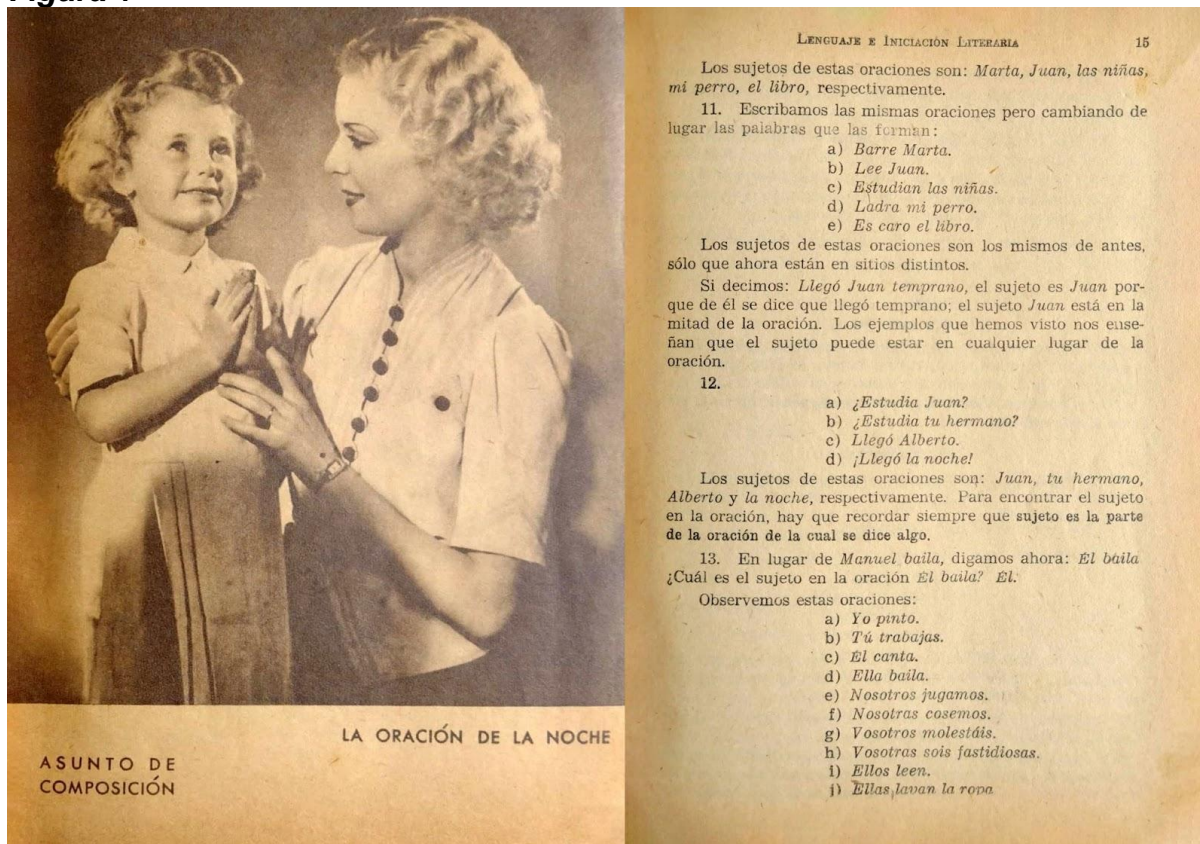 LA ORACIÓN DE LA NOCHE
ASUNTO DE
COMPOSICIÓN
LENGUAJE E INICIACIÓN LITERARIA 15
Los sujetos de estas oraciones son: Marta, Juan, las niñas,
mi perro, el libro, respectivamente.
11. Escribamos las mismas oraciones pero cambiando de
lugar las palabras que las forman:
a) Barre Marta.
b) Lee Juan.
c) Estudian las niñas.
d) Ladra mi perro.
e) Es caro el libro.
Los sujetos de estas oraciones son los mismos de antes,
sólo que ahora están en sitios distintos.
Si decimos: Llegó Juan temprano, el sujeto es Juan por-
que de él se dice que llegó temprano; el sujeto Juan está en la
mitad de la oración. Los ejemplos que hemos visto nos ense-
ñan que el sujeto puede estar en cualquier lugar de la
oración.
12.
a) ¿Estudia Juan?
b) ¿Estudia tu hermano?
c) Llegó Alberto.
d) ¡Llegó la noche!
Los sujetos de estas oraciones son: Juan, tu hermano,
Alberto y la noche, respectivamente. Para encontrar el sujeto
en la oración, hay que recordar siempre que sujeto es la parte
de la oración de la cual se dice algo.
13. En lugar de Manuel baila, digamos ahora: Él baila
¿Cuál es el sujeto en la oración Él baila? Él.
Observemos estas oraciones:
a) Yo pinto.
b) Tú trabajas.
c) Él canta.
d) Ella baila.
e) Nosotros jugamos.
f) Nosotras cosemos.
g) Vosotros molestáis.
h) Vosotras sois fastidiosas.
i) Ellos leen.
j) Ellas lavan la ropa